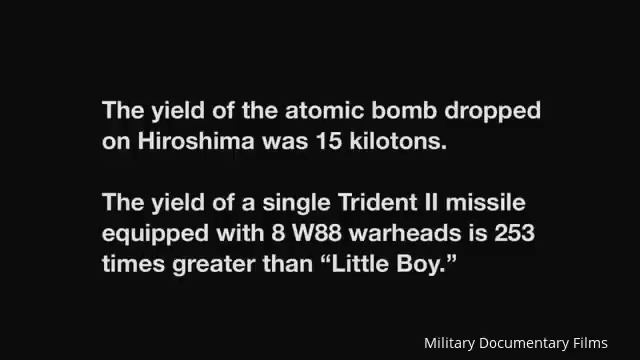 The yield of the atomic bomb dropped
on Hiroshima was 15 kilotons.
The yield of a single Trident II missile
equipped with 8 W88 warheads is 253
times greater than “Little Boy.”
Military Documentary Films